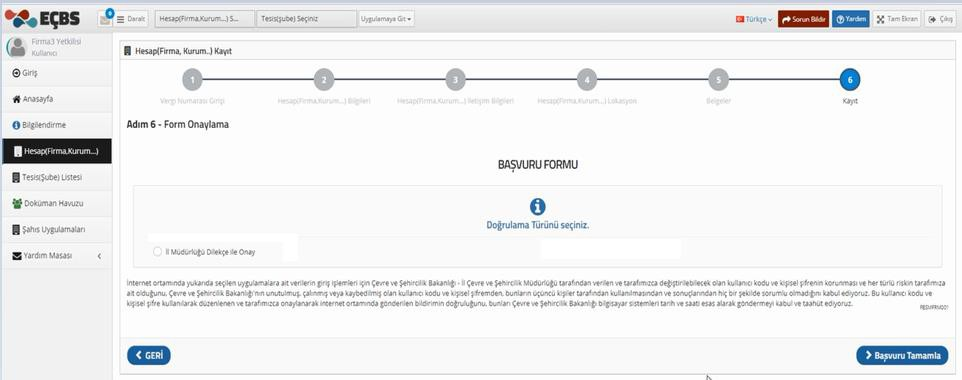 EÇBS
9
Daralt
Hesap(Firma,Kurum...) S...
Tesis(Şube) Seçiniz
Uygulamaya Git
Türkçe
Sorun Bildir
Yardım
Tam Ekran
Çıkış
Firma3 Yetkilisi
Kullanıcı
Giriş
Anasayfa
Bilgilendirme
Hesap(Firma,Kurum...)
Tesis(Şube) Listesi
Doküman Havuzu
Şahıs Uygulamaları
Yardım Masası
Hesap(Firma, Kurum..) Kayıt
1 2 3 4 5 6
Vergi Numarası Girişi Hesap(Firma,Kurum...) Bilgileri Hesap(Firma,Kurum...) İletişim Bilgileri Hesap(Firma,Kurum...) Lokasyon Belgeler Kayıt
Adım 6 - Form Onaylama
BAŞVURU FORMU
Doğrulama Türünü seçiniz.
İl Müdürlüğü Dilekçe ile Onay
İnternet ortamında yukarıda seçilen uygulamalara ait verilerin giriş işlemleri için Çevre ve Şehircilik Bakanlığı - İl Çevre ve Şehircilik Müdürlüğü tarafından verilen ve tarafımızca değiştirilebilecek olan kullanıcı kodu ve kişisel şifrenin korunması ve her türlü riskin tarafımıza
ait olduğunu, Çevre ve Şehircilik Bakanlığı'nın unutulmuş, çalınmış veya kaybedilmiş olan kullanıcı kodu ve kişisel şifremden, bunların üçüncü kişiler tarafından kullanılmasından ve sonuçlarından hiç bir şekilde sorumlu olmadığını kabul ediyoruz. Bu kullanıcı kodu ve
kişisel şifre kullanılarak düzenlenen ve tarafımızca onaylanarak internet ortamında gönderilen bildirimin doğruluğunu, bunları Çevre ve Şehircilik Bakanlığı bilgisayar sistemleri tarih ve saati esas alarak göndermeyi kabul ve taahüt ediyoruz.
GERİ
Başvuru Tamamla